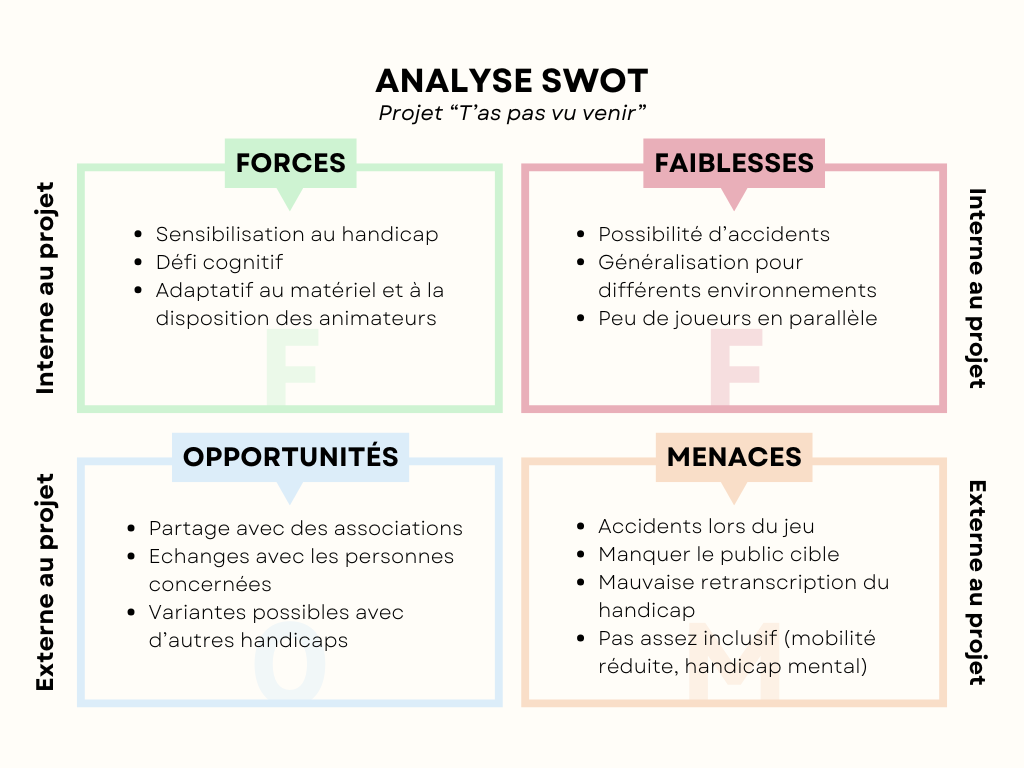 ANALYSE SWOT
Projet “T’as pas vu venir”
Interne au projet
FORCES
• Sensibilisation au handicap
• Défi cognitif
• Adaptatif au matériel et à la
disposition des animateurs
F
FAIBLESSES
• Possibilité d’accidents
• Généralisation pour
différents environnements
• Peu de joueurs en parallèle
F
Interne au projet
Externe au projet
OPPORTUNITÉS
• Partage avec des associations
• Echanges avec les personnes
concernées
• Variantes possibles avec
d’autres handicaps
O
MENACES
• Accidents lors du jeu
• Manquer le public cible
• Mauvaise retranscription du
handicap
• Pas assez inclusif (mobilité
réduite, handicap mental)
M
Externe au projet